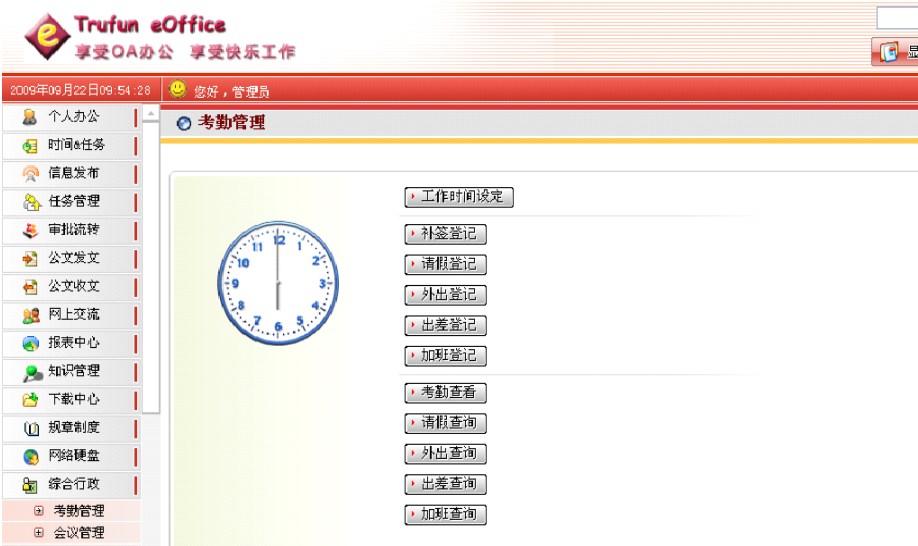 Trufun eOffice
享受OA办公 享受快乐工作
2009年09月22日09:54:28
您好，管理员
个人办公
时间&任务
信息发布
任务管理
审批流转
公文发文
公文收文
网上交流
报表中心
知识管理
下载中心
规章制度
网络硬盘
综合行政
考勤管理
会议管理
考勤管理
12
1
2
3
4
5
6
7
8
9
10
11
工作时间设定
补签登记
请假登记
外出登记
出差登记
加班登记
考勤查看
请假查询
外出查询
出差查询
加班查询